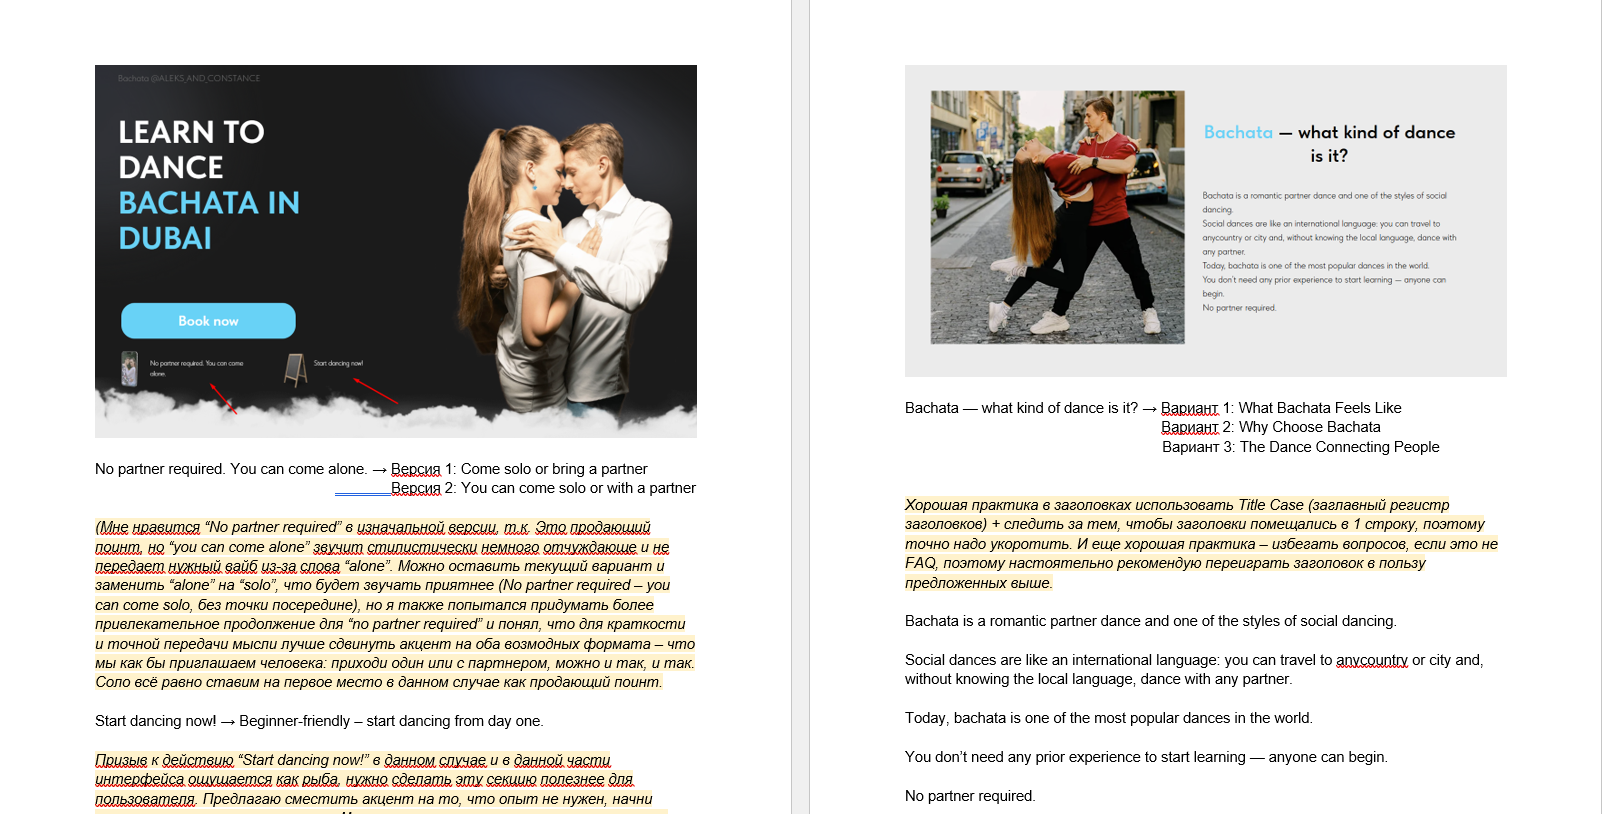 Bachata @ALEKS_AND_CONSTANCE
LEARN TO
DANCE
BACHATA IN
DUBAI
Book now
No partner required. You can come
alone.
Start dancing now!
No partner required. You can come alone. → Версия 1: Come solo or bring a partner
Версия 2: You can come solo or with a partner
(Мне нравится “No partner required” в изначальной версии, т.к. Это продающий
поинт, но “you can come alone” звучит стилистически немного отчуждающе и не
передает нужный вайб из-за слова “alone”. Можно оставить текущий вариант и
заменить “alone” на “solo”, что будет звучать приятнее (No partner required – you
can come solo, без точки посередине), но я также попытался придумать более
привлекательное продолжение для “no partner required” и понял, что для краткости
и точной передачи мысли лучше сдвинуть акцент на оба возмодных формата – что
мы как бы приглашаем человека: приходи один или с партнером, можно и так, и так.
Соло всё равно ставим на первое место в данном случае как продающий поинт.
Start dancing now! → Beginner-friendly – start dancing from day one.
Призыв к действию “Start dancing now!” в данном случае и в данной части
интерфейса ощущается как рыба, нужно сделать эту секцию полезнее для
пользователя. Предлагаю сместить акцент на то, что опыт не нужен, начни
Bachata — what kind of dance
is it?
Bachata is a romantic partner dance and one of the styles of social
dancing.
Social dances are like an international language: you can travel to
anycountry or city and, without knowing the local language, dance with
any partner.
Today, bachata is one of the most popular dances in the world.
You don't need any prior experience to start learning — anyone can
begin.
No partner required.
Bachata — what kind of dance is it? → Вариант 1: What Bachata Feels Like
Вариант 2: Why Choose Bachata
Вариант 3: The Dance Connecting People
Хорошая практика в заголовках использовать Title Case (заглавный регистр
заголовков) + следить за тем, чтобы заголовки помещались в 1 строку, поэтому
точно надо укоротить. И еще хорошая практика – избегать вопросов, если это не
FAQ, поэтому настоятельно рекомендую переиграть заголовок в пользу
предложенных выше.
Bachata is a romantic partner dance and one of the styles of social dancing.
Social dances are like an international language: you can travel to anycountry or city and,
without knowing the local language, dance with any partner.
Today, bachata is one of the most popular dances in the world.
You don’t need any prior experience to start learning — anyone can begin.
No partner required.